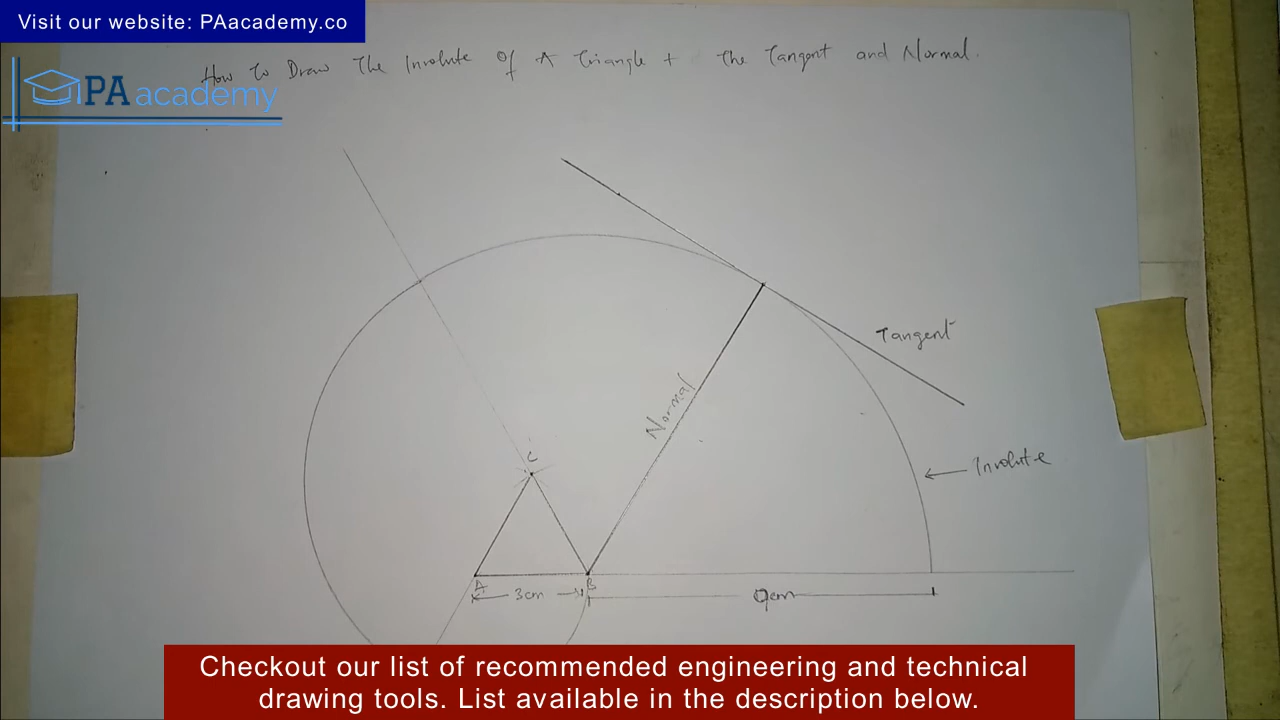 Visit our website: PAacademy.co
How To Draw The Involute Of A Triangle + The Tangent and Normal.
PA academy
Tangent
Normal
Involute
C
A
B
3cm
9cm
Checkout our list of recommended engineering and technical
drawing tools. List available in the description below.